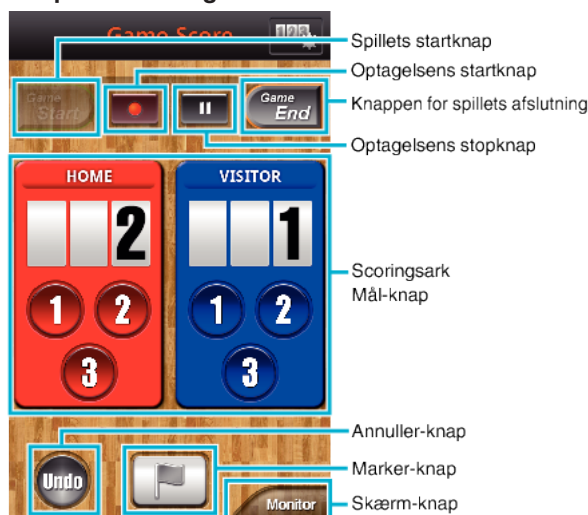 Game Score
123
Spillets startknap
Optagelsens startknap
Game
Start
Game
End
Knappen for spillets afslutning
Optagelsens stopknap
HOME
VISITOR
2
1
1 2
1 2
3
3
Scoringsark
Mål-knap
Annuller-knap
Undo
Marker-knap
Monitor
Skærm-knap